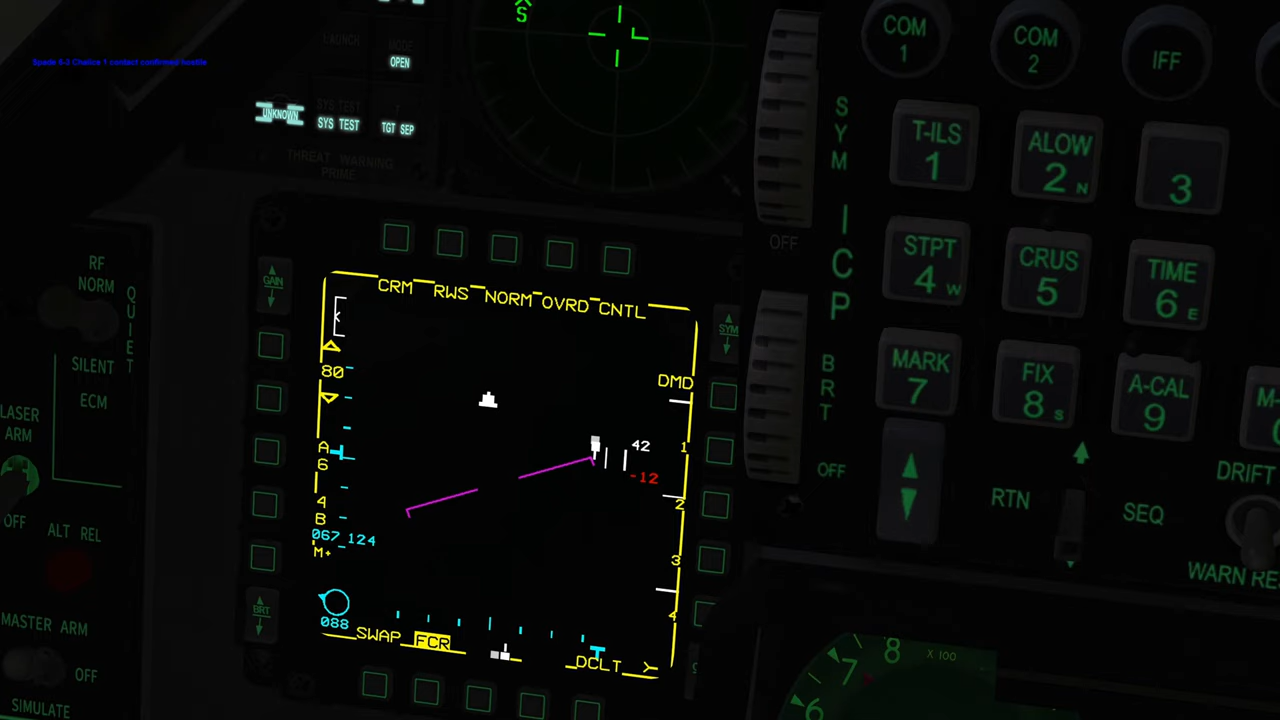 S
LAUNCH
MODE
OPEN
Spade 6-3 Chalice 1 contact confirmed hostile
UNKNOWN
SYS TEST
SYS TEST
T
TGT SEP
THREAT WARNING
PRIME
COM
1
COM
2
IFF
SYM
T-ILS
1
ALOW
2 N
3
OFF
ICP
STPT
4 W
CRUS
5
TIME
6 E
BRT
OFF
MARK
7
FIX
8 S
A-CAL
9
M-
RTN
SEQ
DRIFT
WARN RE
RF
NORM
QUIET
SILENT
ECM
LASER
ARM
OFF
ALT REL
MASTER ARM
OFF
SIMULATE
GAIN
SYM
BRT
CRM
RWS
NORM
OVRD
CNTL
80
DMD
42
-12
1
2
3
4
A
6
4
B
067 124
M+
088
SWAP
FCR
DCLT
8
X 100
7
6